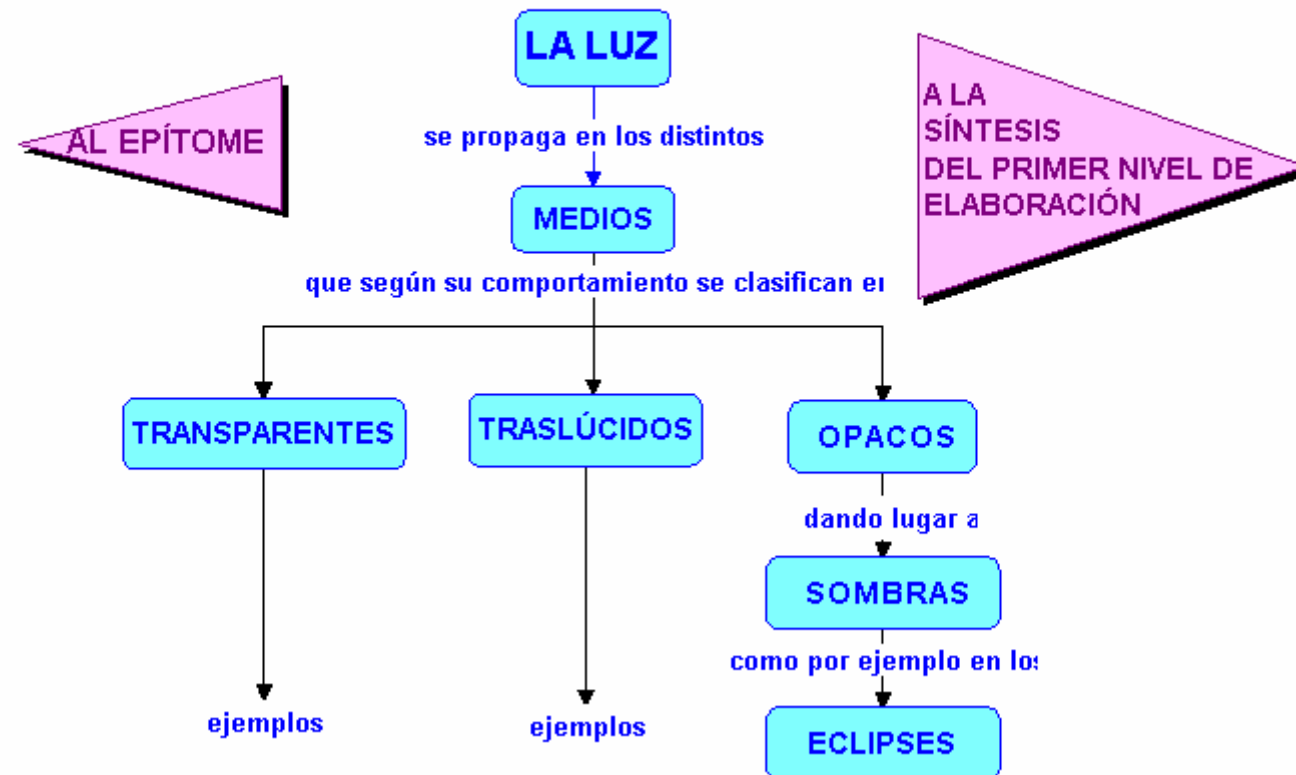 LA LUZ
AL EPÍTOME
A LA
SÍNTESIS
DEL PRIMER NIVEL DE
ELABORACIÓN
se propaga en los distintos
MEDIOS
que según su comportamiento se clasifican en
TRANSPARENTES
TRASLÚCIDOS
OPACOS
dando lugar a
SOMBRAS
como por ejemplo en los
ejemplos
ejemplos
ECLIPSES